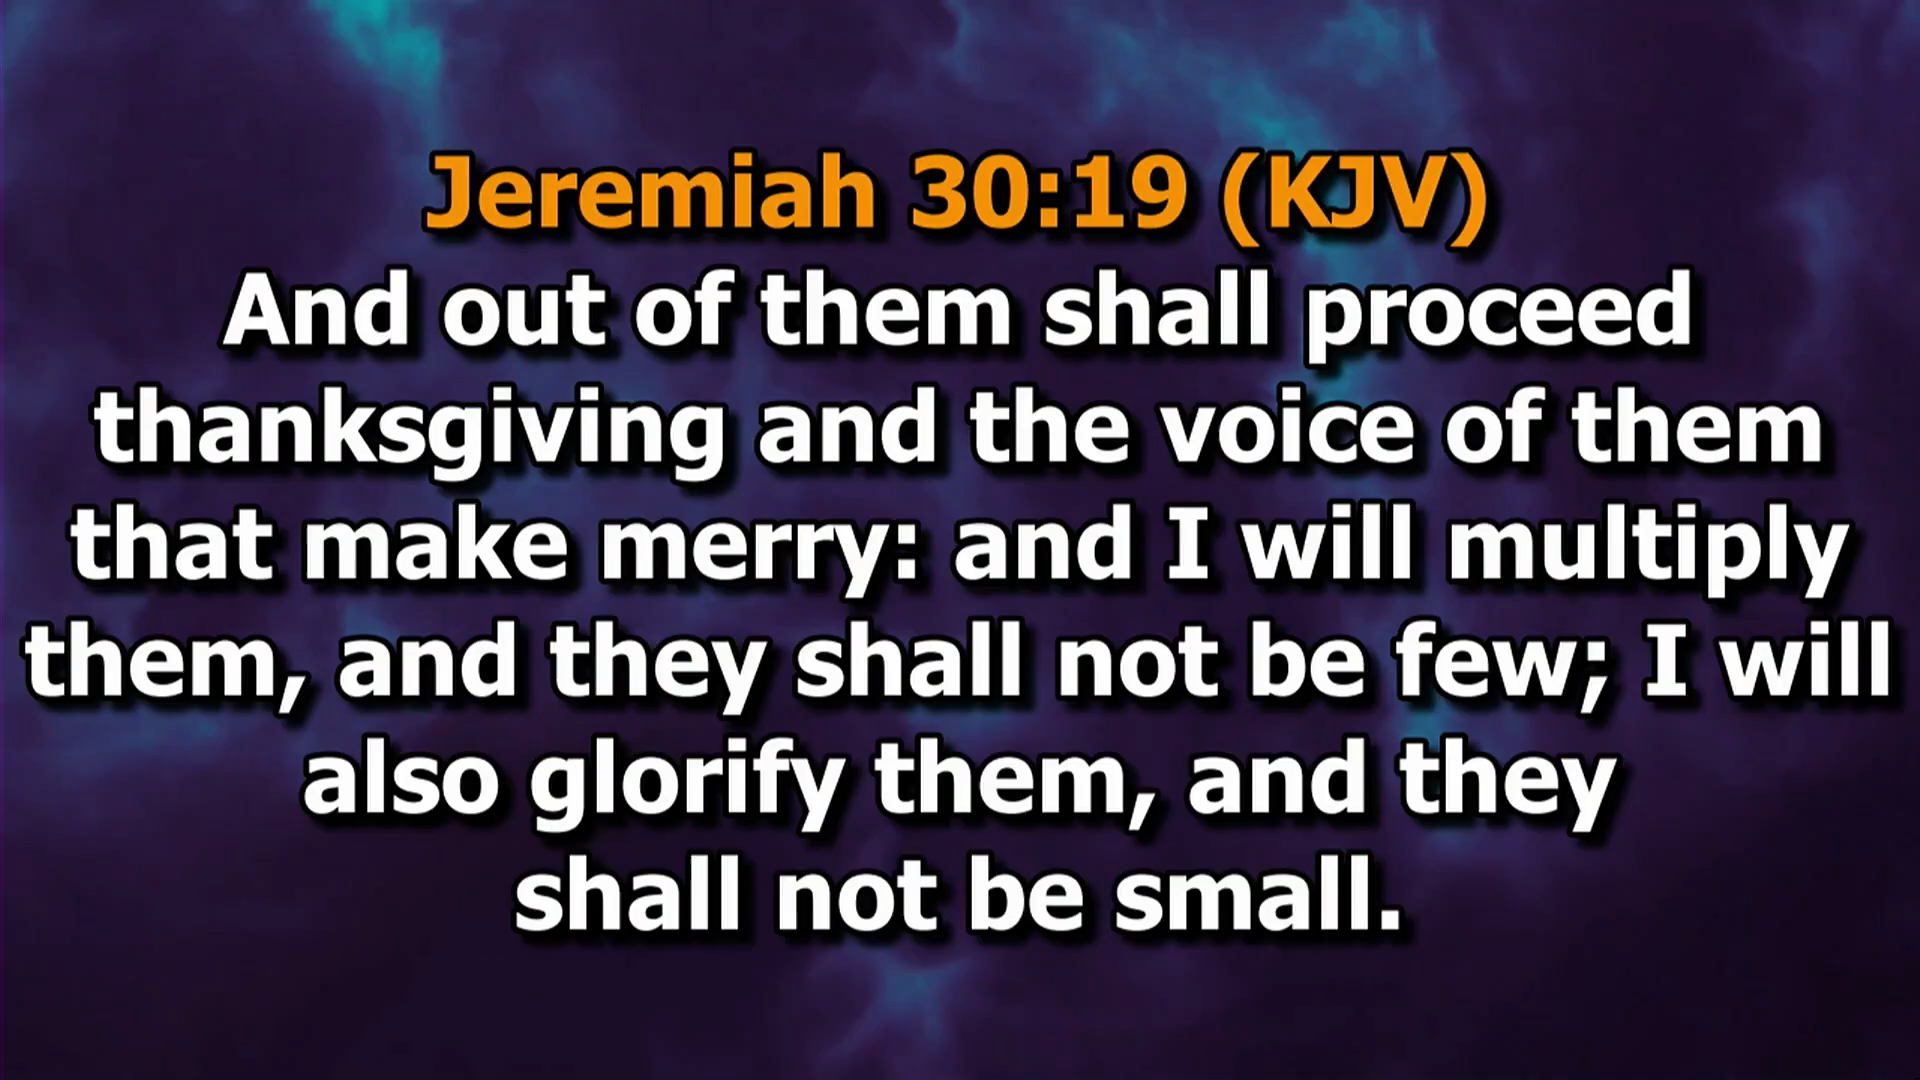 Jeremiah 30:19 (KJV)
And out of them shall proceed
thanksgiving and the voice of them
that make merry: and I will multiply
them, and they shall not be few; I will
also glorify them, and they
shall not be small.